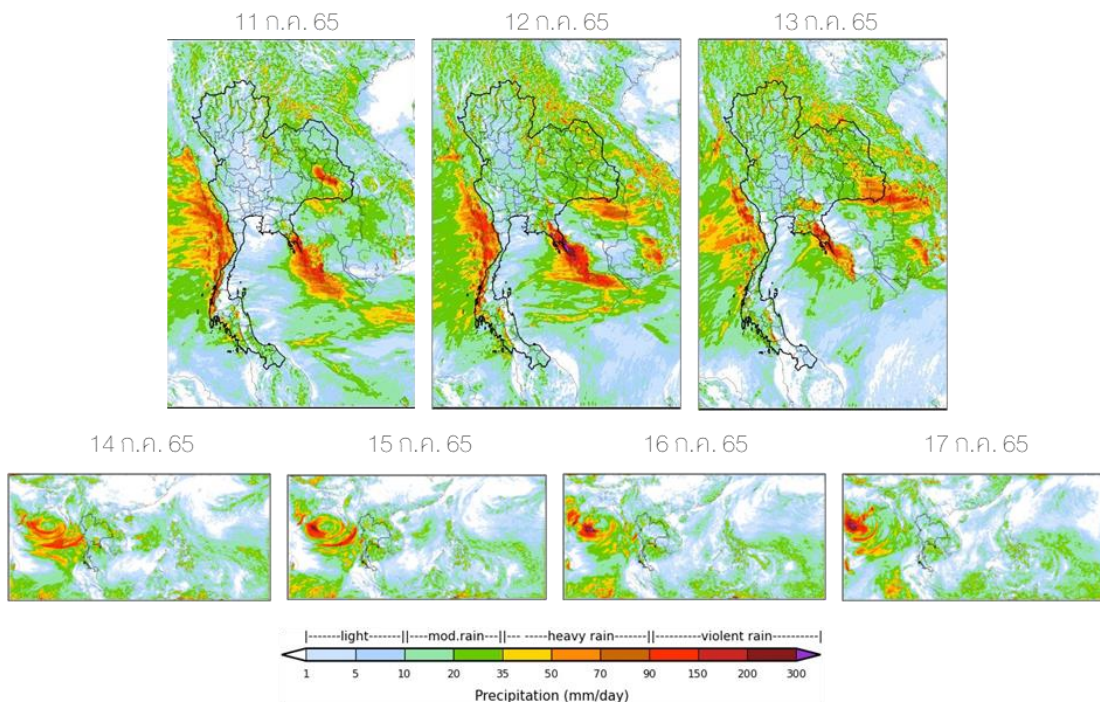 11 ก.ค. 65 12 ก.ค. 65 13 ก.ค. 65
14 ก.ค. 65 15 ก.ค. 65 16 ก.ค. 65 17 ก.ค. 65
|-------light-------||----mod.rain---||--- -----heavy rain-------||---------violent rain-----------|
1 5 10 20 35 50 70 90 150 200 300
Precipitation (mm/day)